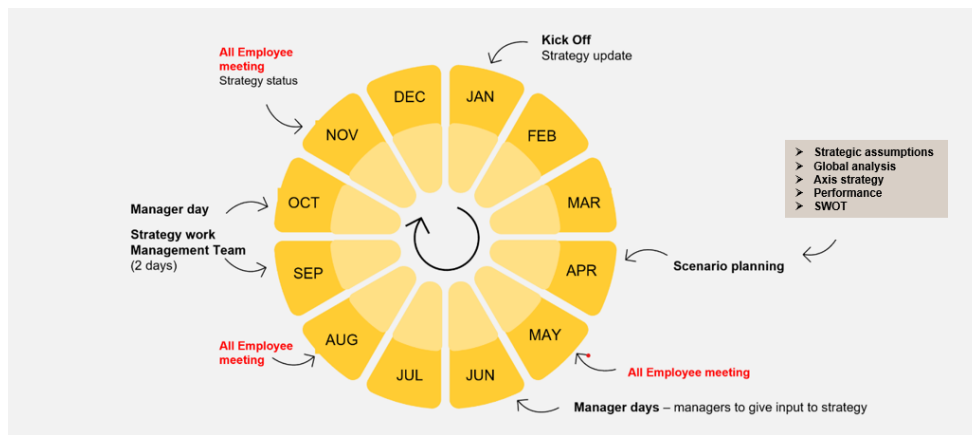 Kick Off
Strategy update
All Employee
meeting
Strategy status
DEC
JAN
NOV
FEB
OCT
MAR
SEP
APR
AUG
MAY
JUL
JUN
➢ Strategic assumptions
➢ Global analysis
➢ Axis strategy
➢ Performance
➢ SWOT
Manager day
Strategy work
Management Team
(2 days)
Scenario planning
All Employee
meeting
All Employee meeting
Manager days – managers to give input to strategy